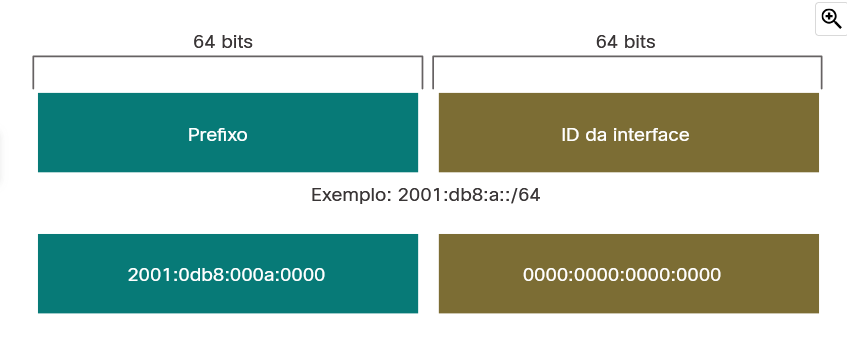 64 bits 64 bits
Prefixo ID da interface
Exemplo: 2001:db8:a::/64
2001:0db8:000a:0000 0000:0000:0000:0000